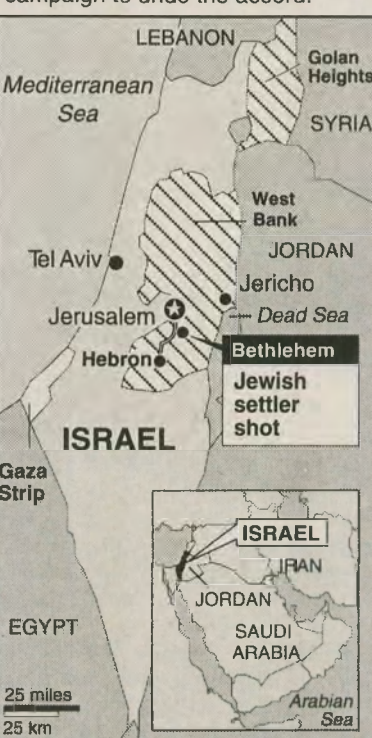 campaign to undo the accord.
LEBANON
Golan
Heights
Mediterranean
Sea
SYRIA
West
Bank
JORDAN
Tel Aviv
Jericho
Jerusalem
Dead Sea
Bethlehem
Hebron
Jewish
settler
shot
ISRAEL
Gaza
Strip
ISRAEL
IRAN
JORDAN
EGYPT
SAUDI
ARABIA
Arabian
Sea
25 miles
25 km